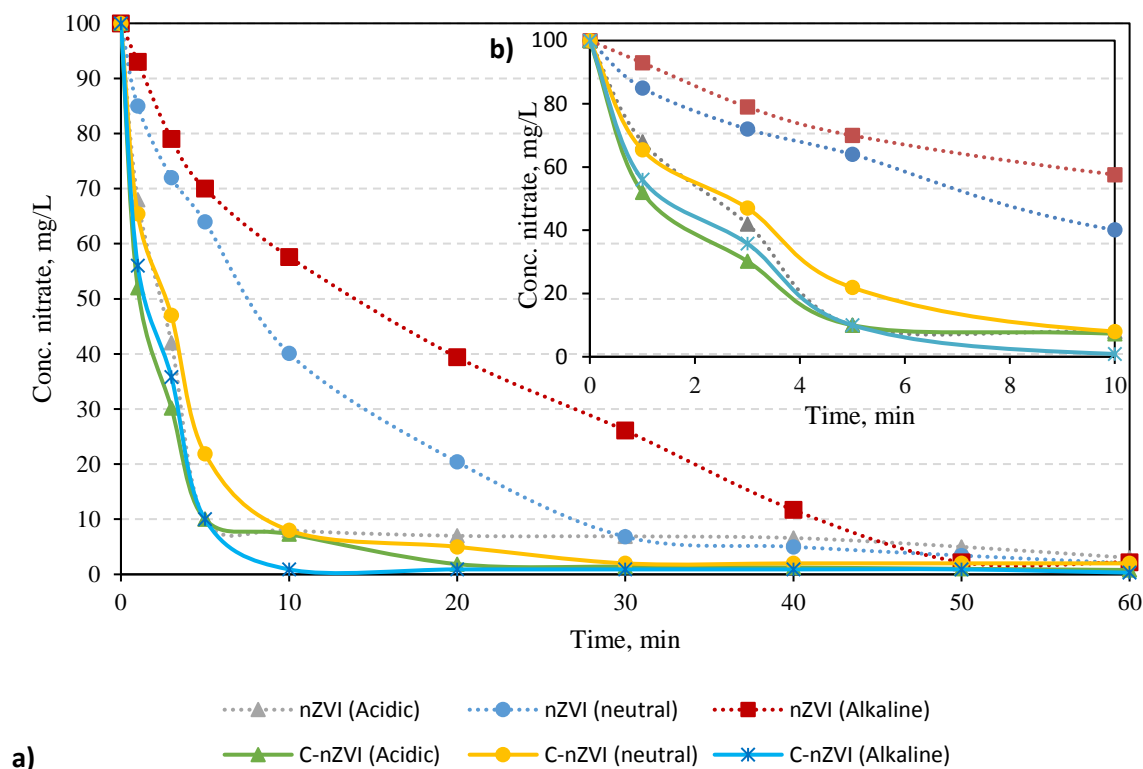 b)
Conc. nitrate, mg/L
100
90
80
70
60
50
40
30
20
10
0
0 10 20 30 40 50 60
Time, min
Conc. nitrate, mg/L
100
80
60
40
20
0
0 2 4 6 8 10
Time, min
nZVI (Acidic) nZVI (neutral) nZVI (Alkaline)
C-nZVI (Acidic) C-nZVI (neutral) C-nZVI (Alkaline)
a)